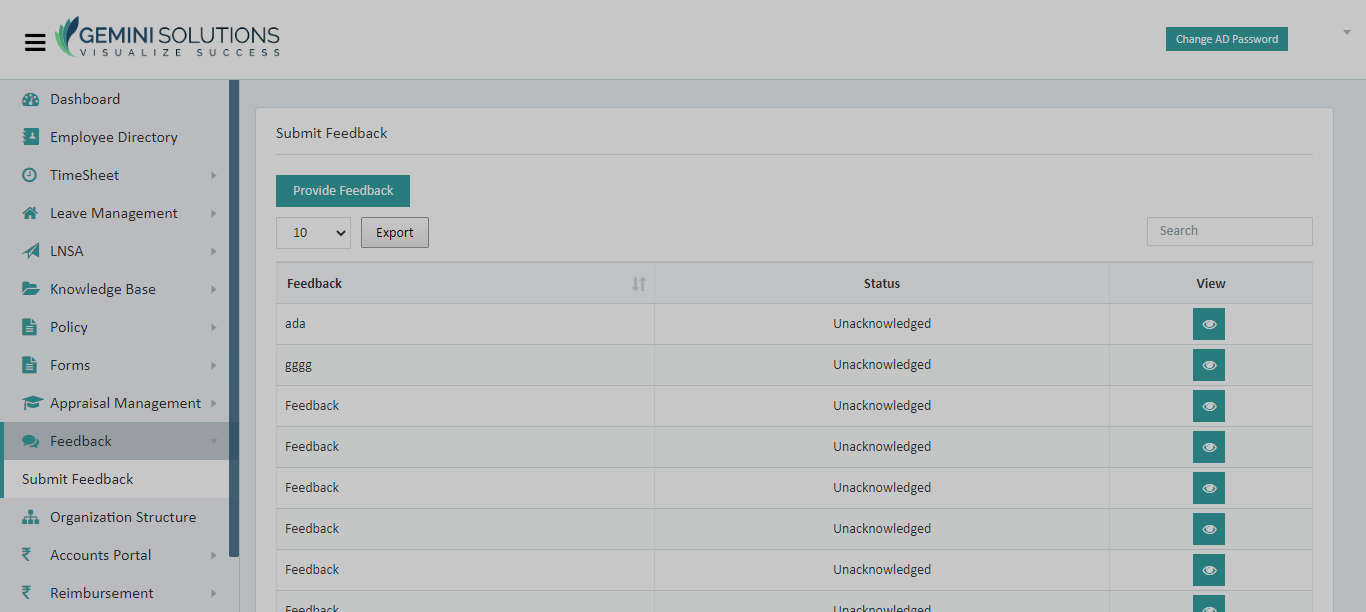 GEMINI SOLUTIONS
VISUALIZE SUCCESS
Change AD Password
Dashboard
Employee Directory
TimeSheet
Leave Management
LNSA
Knowledge Base
Policy
Forms
Appraisal Management
Feedback
Submit Feedback
Organization Structure
Accounts Portal
Reimbursement
Submit Feedback
Provide Feedback
10 Export Search
Feedback Status View
ada Unacknowledged
gggg Unacknowledged
Feedback Unacknowledged
Feedback Unacknowledged
Feedback Unacknowledged
Feedback Unacknowledged
Feedback Unacknowledged
Feedback Unacknowledged